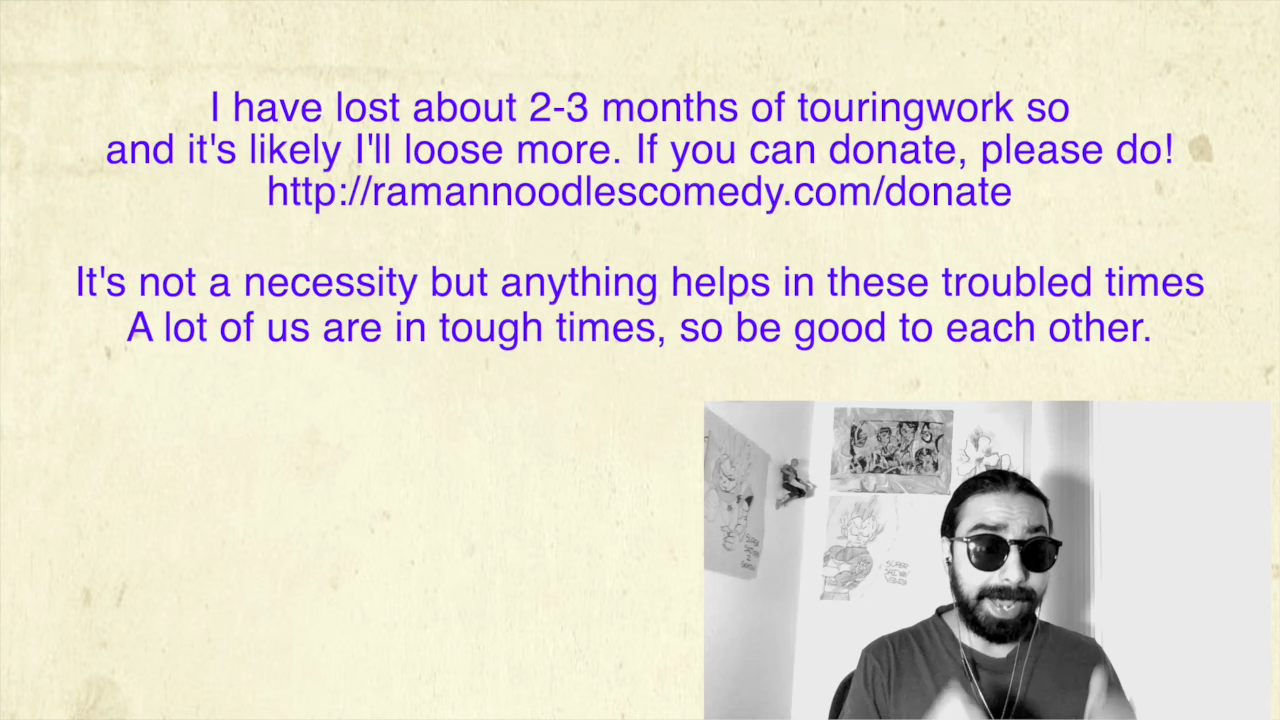 I have lost about 2-3 months of touringwork so
and it's likely I'll loose more. If you can donate, please do!
http://ramannoodlescomedy.com/donate
It's not a necessity but anything helps in these troubled times
A lot of us are in tough times, so be good to each other.
SUPER